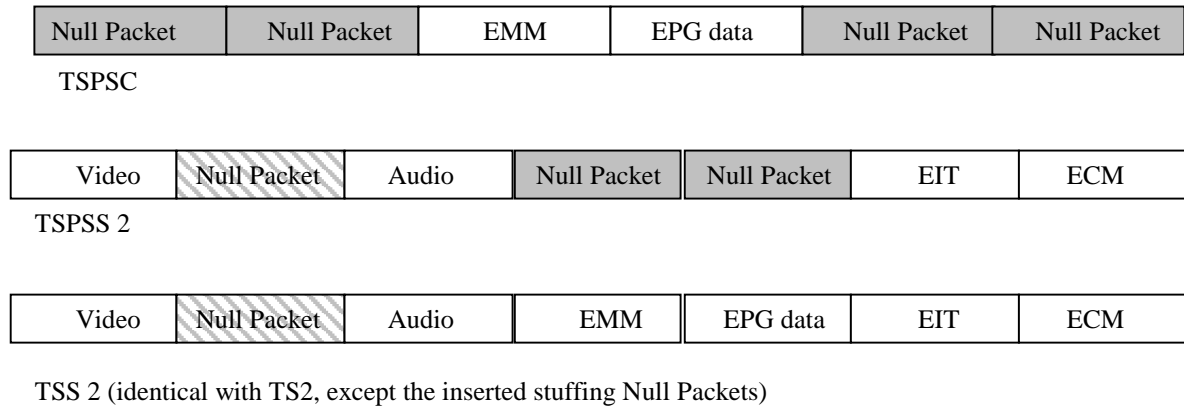 Null Packet Null Packet EMM EPG data Null Packet Null Packet
TSPSC
Video Null Packet Audio Null Packet Null Packet EIT ECM
TSPSS 2
Video Null Packet Audio EMM EPG data EIT ECM
TSS 2 (identical with TS2, except the inserted stuffing Null Packets)